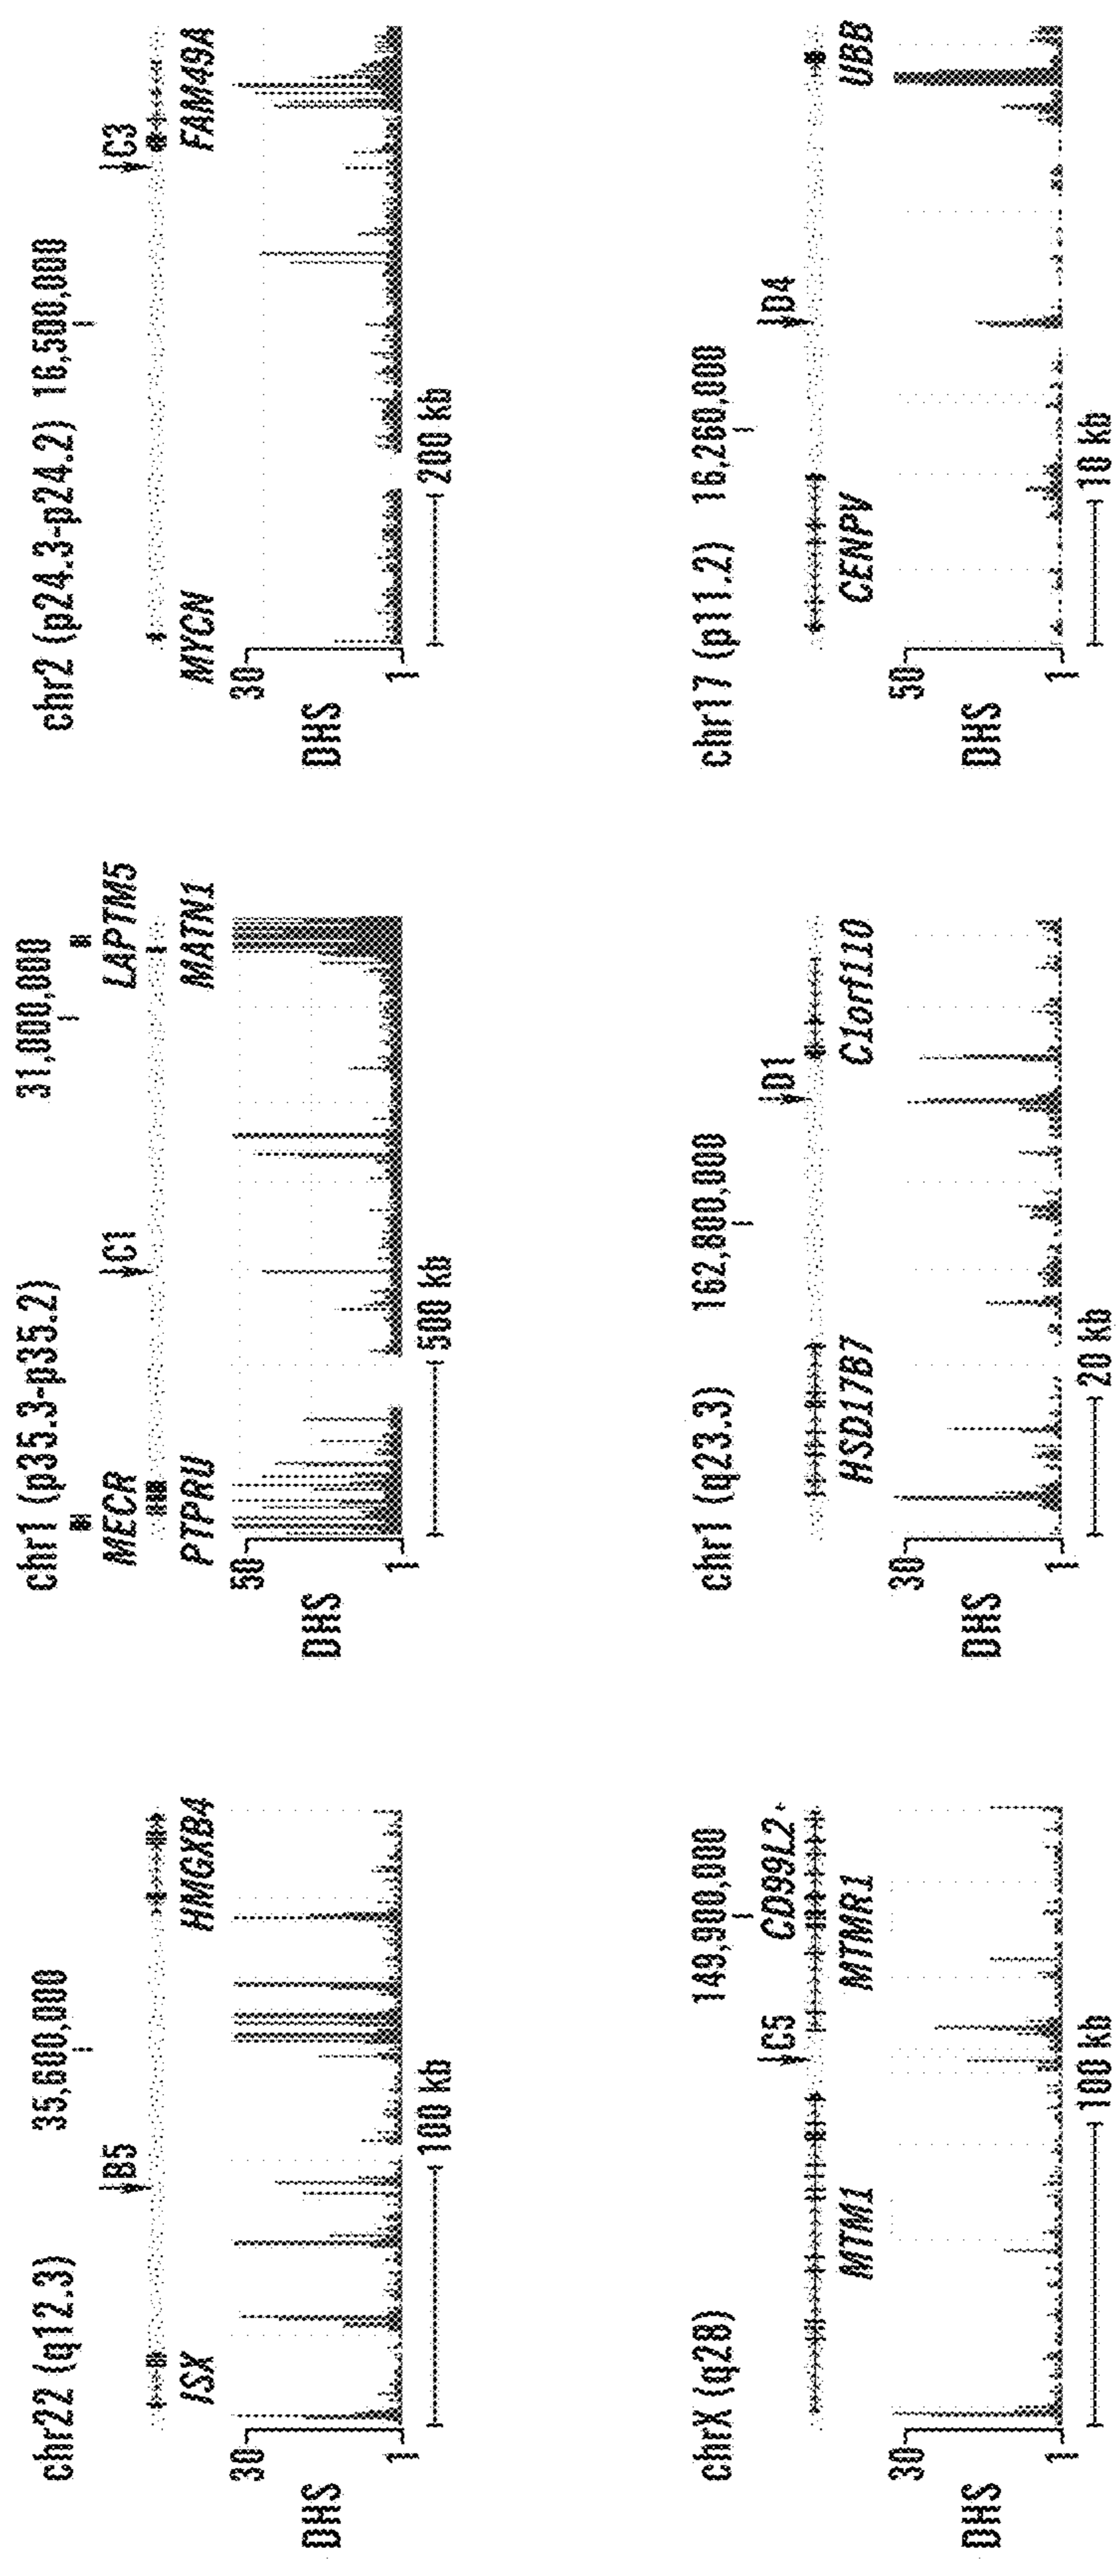 chr22 (q12.3) 35,600,000
B5
ISX HMGXB4
30
DHS
1
100 kb
chr1 (p35.3-p35.2) 31,000,000
MECR C1 LAPTM5
PTPRU MATN1
50
DHS
1
500 kb
chr2 (p24.3-p24.2) 16,500,000
C3
MYCN FAM49A
30
DHS
1
200 kb
chrX (q28) 149,900,000
C5 CD99L2
MTM1 MTMR1
30
DHS
1
100 kb
chr1 (q23.3) 162,800,000
D1
HSD17B7 C1orf110
30
DHS
1
20 kb
chr17 (p11.2) 16,260,000
D4
CENPV UBB
50
DHS
1
10 kb